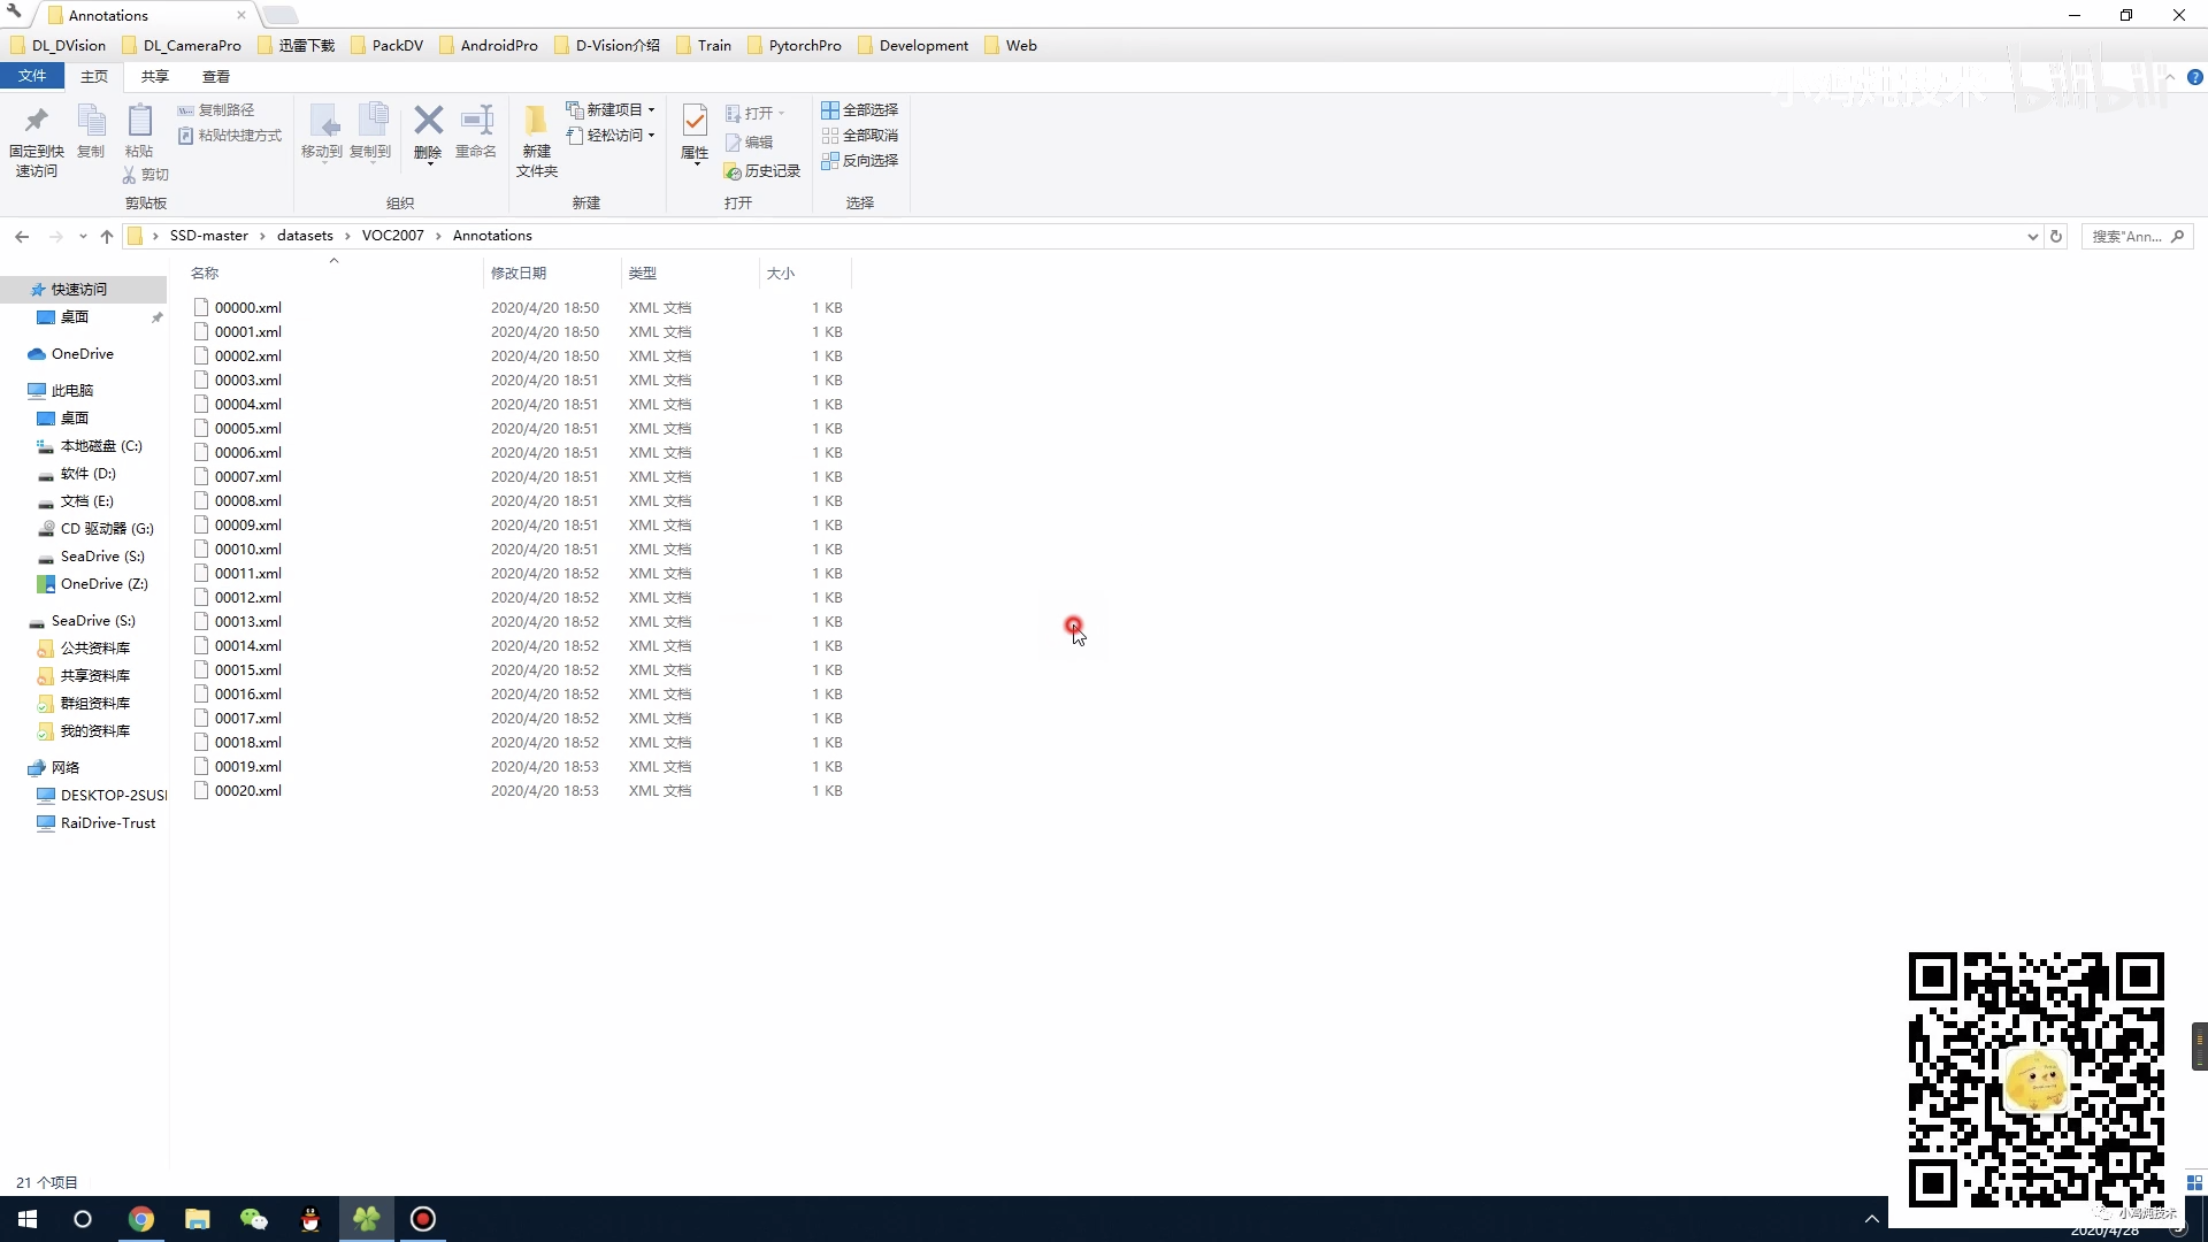 Annotations
DL_DVision DL_CameraPro 迅雷下载 PackDV AndroidPro D-Vision介绍 Train PytorchPro Development Web
文件 主页 共享 查看
固定到快
速访问
复制
粘贴
复制路径
粘贴快捷方式
剪切
剪贴板
移动到 复制到 删除 重命名
组织
新建
文件夹
新建项目
轻松访问
新建
属性
打开
编辑
历史记录
打开
全部选择
全部取消
反向选择
选择
小鸡炖技术 bilibili
SSD-master datasets VOC2007 Annotations
搜索"Ann...
快速访问
桌面
OneDrive
此电脑
桌面
本地磁盘 (C:)
软件 (D:)
文档 (E:)
CD 驱动器 (G:)
SeaDrive (S:)
OneDrive (Z:)
SeaDrive (S:)
公共资料库
共享资料库
群组资料库
我的资料库
网络
DESKTOP-2SUS
RaiDrive-Trust
名称 修改日期 类型 大小
00000.xml 2020/4/20 18:50 XML 文档 1 KB
00001.xml 2020/4/20 18:50 XML 文档 1 KB
00002.xml 2020/4/20 18:50 XML 文档 1 KB
00003.xml 2020/4/20 18:51 XML 文档 1 KB
00004.xml 2020/4/20 18:51 XML 文档 1 KB
00005.xml 2020/4/20 18:51 XML 文档 1 KB
00006.xml 2020/4/20 18:51 XML 文档 1 KB
00007.xml 2020/4/20 18:51 XML 文档 1 KB
00008.xml 2020/4/20 18:51 XML 文档 1 KB
00009.xml 2020/4/20 18:51 XML 文档 1 KB
00010.xml 2020/4/20 18:51 XML 文档 1 KB
00011.xml 2020/4/20 18:52 XML 文档 1 KB
00012.xml 2020/4/20 18:52 XML 文档 1 KB
00013.xml 2020/4/20 18:52 XML 文档 1 KB
00014.xml 2020/4/20 18:52 XML 文档 1 KB
00015.xml 2020/4/20 18:52 XML 文档 1 KB
00016.xml 2020/4/20 18:52 XML 文档 1 KB
00017.xml 2020/4/20 18:52 XML 文档 1 KB
00018.xml 2020/4/20 18:52 XML 文档 1 KB
00019.xml 2020/4/20 18:53 XML 文档 1 KB
00020.xml 2020/4/20 18:53 XML 文档 1 KB
21 个项目
小鸡炖技术
2020/4/28